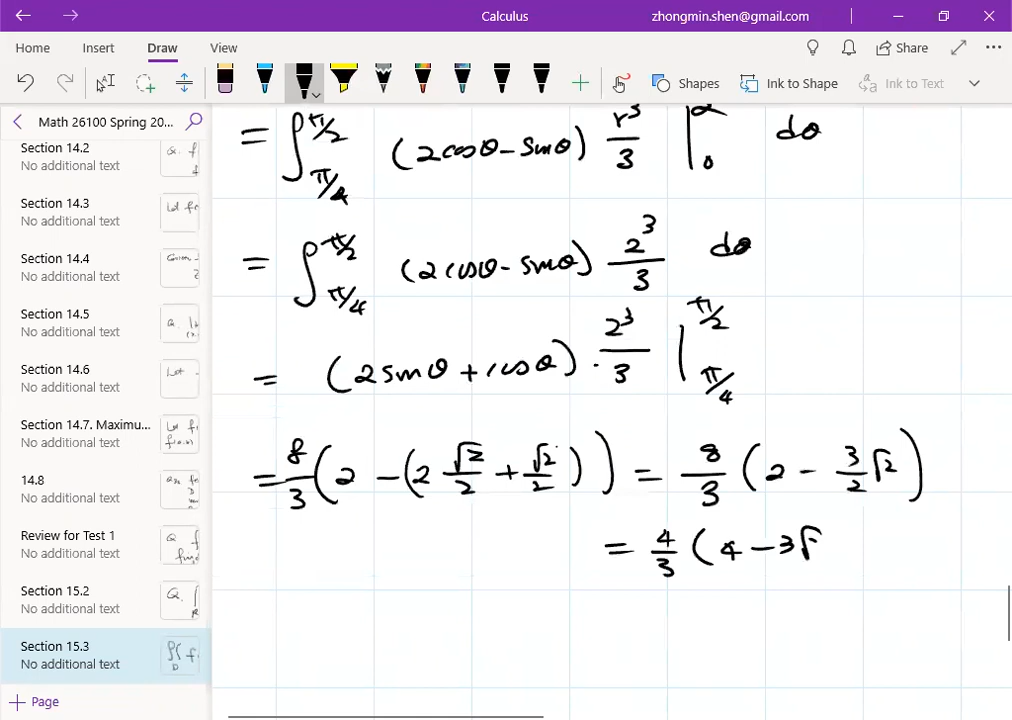 Calculus zhongmin.shen@gmail.com
Home Insert Draw View Share
Shapes Ink to Shape Ink to Text
Math 26100 Spring 20...
Section 14.2
No additional text
Section 14.3
No additional text
Section 14.4
No additional text
Section 14.5
No additional text
Section 14.6
No additional text
Section 14.7. Maximu...
No additional text
14.8
No additional text
Review for Test 1
No additional text
Section 15.2
No additional text
Section 15.3
No additional text
Page
= ∫_{π/4}^{π/2} (2cosθ - sinθ) r³/3 |_0^2 dθ
= ∫_{π/4}^{π/2} (2cosθ - sinθ) 2³/3 dθ
= (2sinθ + cosθ) · 2³/3 |_{π/4}^{π/2}
= 8/3 (2 - (2 √2/2 + √2/2)) = 8/3 (2 - 3/2 √2)
= 4/3 (4 - 3√